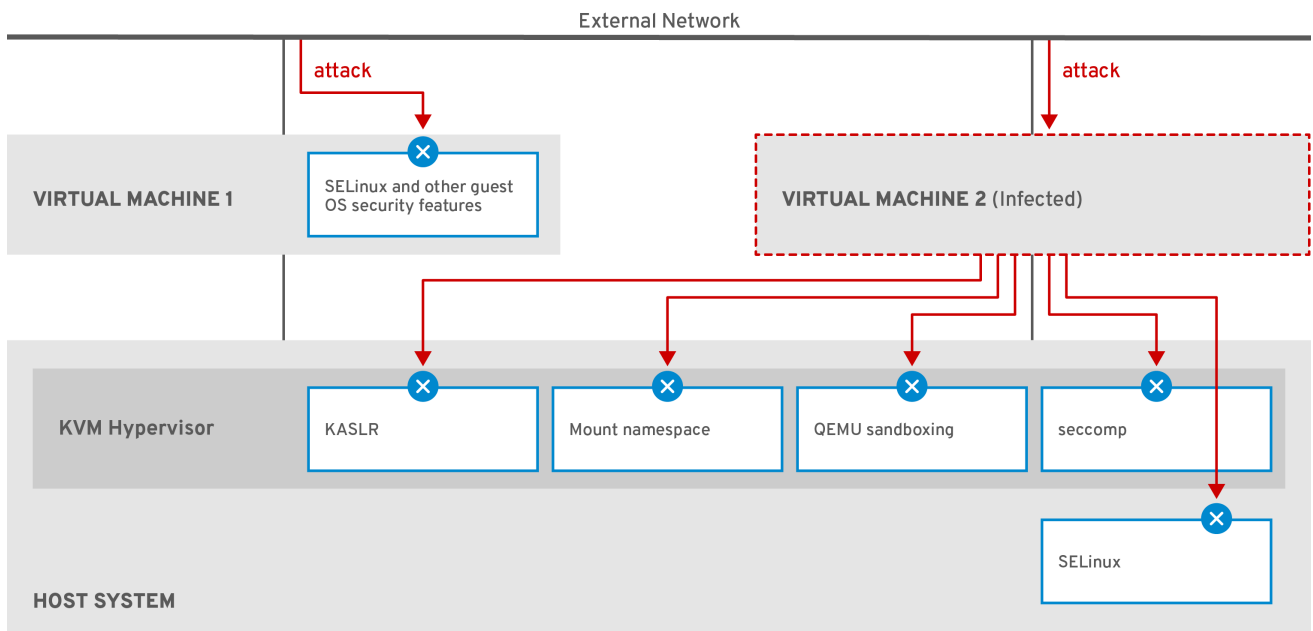 External Network
attack
attack
VIRTUAL MACHINE 1
SELinux and other guest
OS security features
VIRTUAL MACHINE 2 (Infected)
KVM Hypervisor
KASLR
Mount namespace
QEMU sandboxing
seccomp
SELinux
HOST SYSTEM